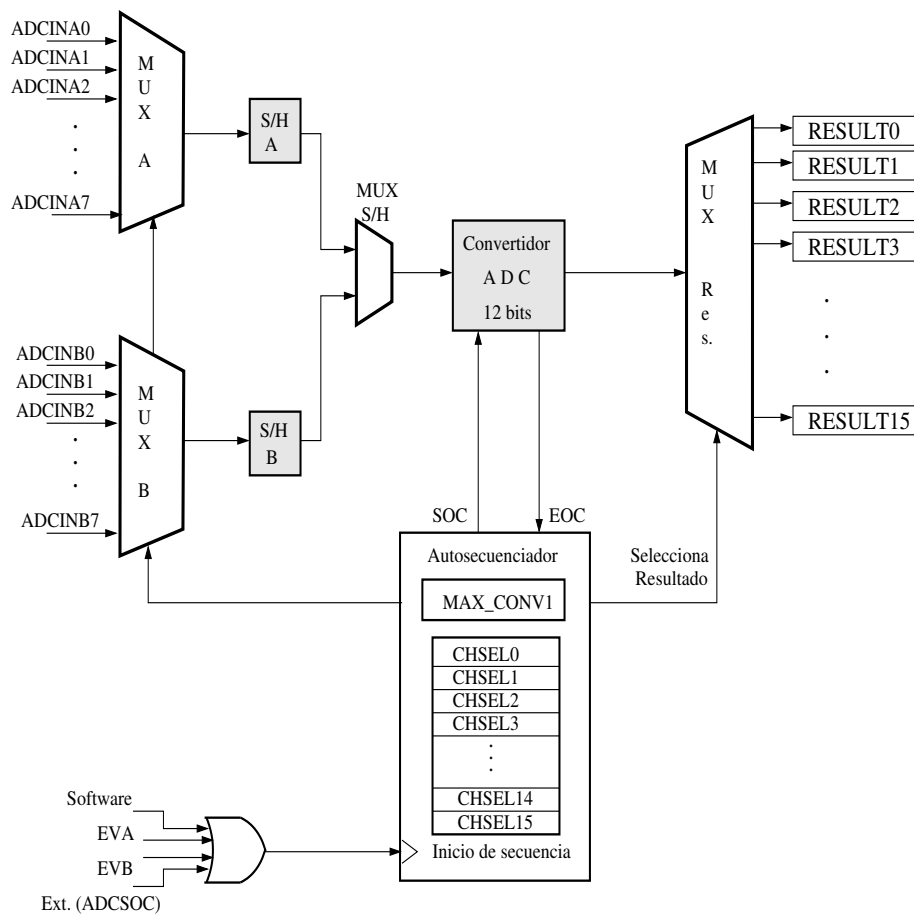 ADCINA0
ADCINA1
ADCINA2
ADCINA7
M
U
X
A
S/H
A
MUX
S/H
ADCINB0
ADCINB1
ADCINB2
ADCINB7
M
U
X
B
S/H
B
Convertidor
A D C
12 bits
M
U
X
R
e
s.
RESULT0
RESULT1
RESULT2
RESULT3
RESULT15
SOC
EOC
Selecciona
Resultado
Autosecuenciador
MAX_CONV1
CHSEL0
CHSEL1
CHSEL2
CHSEL3
CHSEL14
CHSEL15
Inicio de secuencia
Software
EVA
EVB
Ext. (ADCSOC)